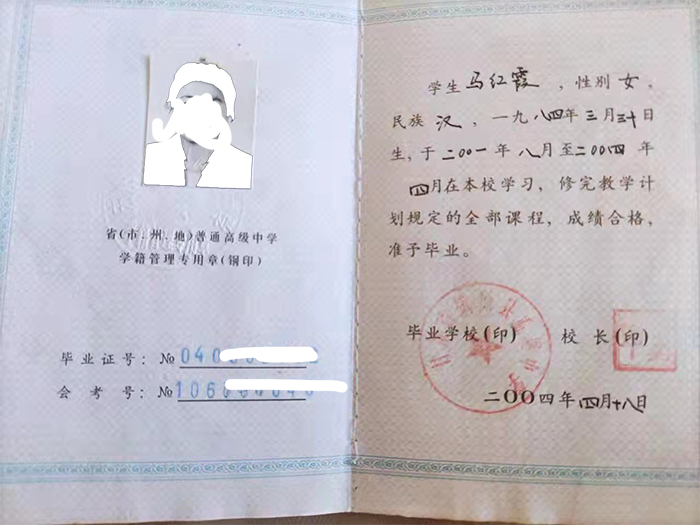 省(市、州、地)普通高级中学
学籍管理专用章(钢印)
毕业证号：№040
会考号：№106
学生马红霞，性别女，
民族汉，一九八四年三月三十日
生，于二00一年八月至二00四年
四月在本校学习，修完教学计
划规定的全部课程，成绩合格，
准予毕业。
毕业学校(印) 校长(印)
二00四年四月十八日